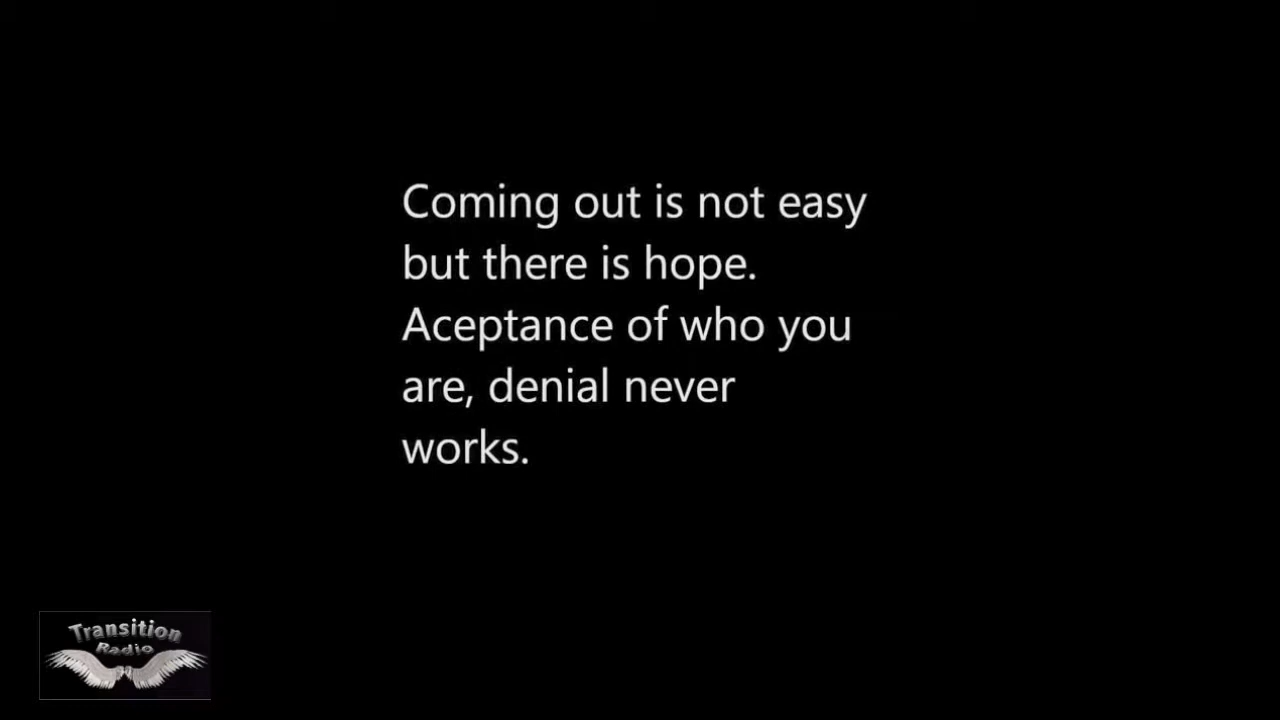 Coming out is not easy
but there is hope.
Aceptance of who you
are, denial never
works.
Transition
Radio